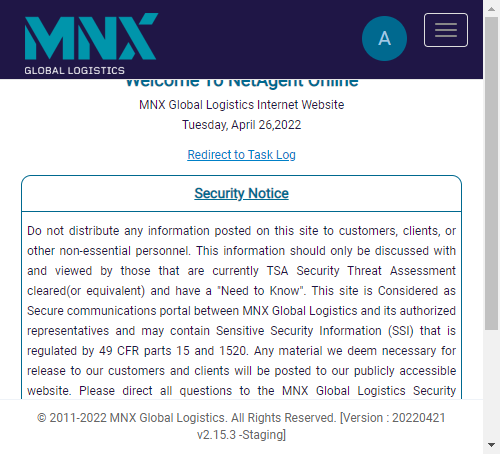 MNX
GLOBAL LOGISTICS
A
Welcome To NetAgent Online
MNX Global Logistics Internet Website
Tuesday, April 26,2022
Redirect to Task Log
Security Notice
Do not distribute any information posted on this site to customers, clients, or
other non-essential personnel. This information should only be discussed with
and viewed by those that are currently TSA Security Threat Assessment
cleared(or equivalent) and have a "Need to Know". This site is Considered as
Secure communications portal between MNX Global Logistics and its authorized
representatives and may contain Sensitive Security Information (SSI) that is
regulated by 49 CFR parts 15 and 1520. Any material we deem necessary for
release to our customers and clients will be posted to our publicly accessible
website. Please direct all questions to the MNX Global Logistics Security
© 2011-2022 MNX Global Logistics. All Rights Reserved. [Version : 20220421
v2.15.3 -Staging]